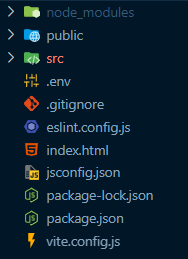 node_modules
public
src
.env
.gitignore
eslint.config.js
index.html
jsconfig.json
package-lock.json
package.json
vite.config.js